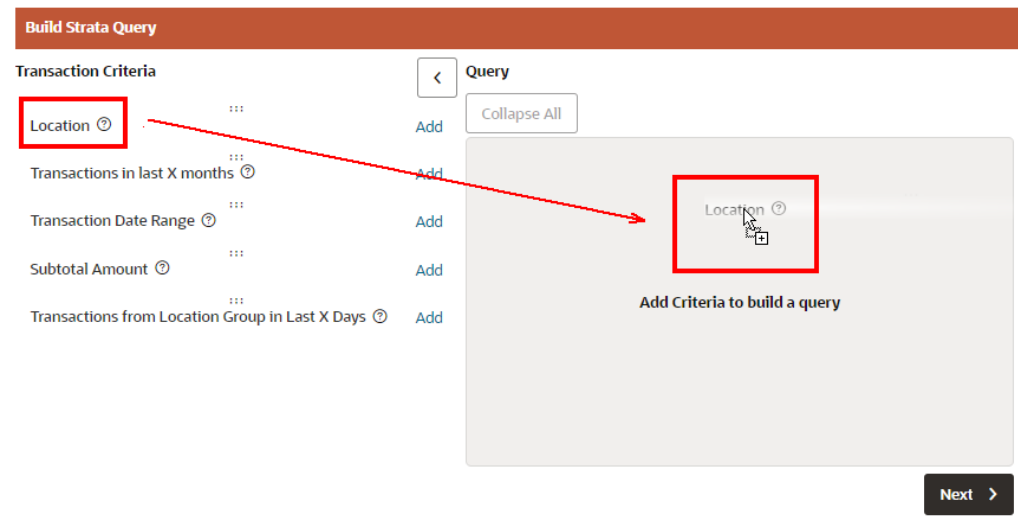 Build Strata Query
Transaction Criteria
Query
Collapse All
Location
Add
Transactions in last X months
Add
Transaction Date Range
Add
Subtotal Amount
Add
Transactions from Location Group in Last X Days
Add
Location
Add Criteria to build a query
Next